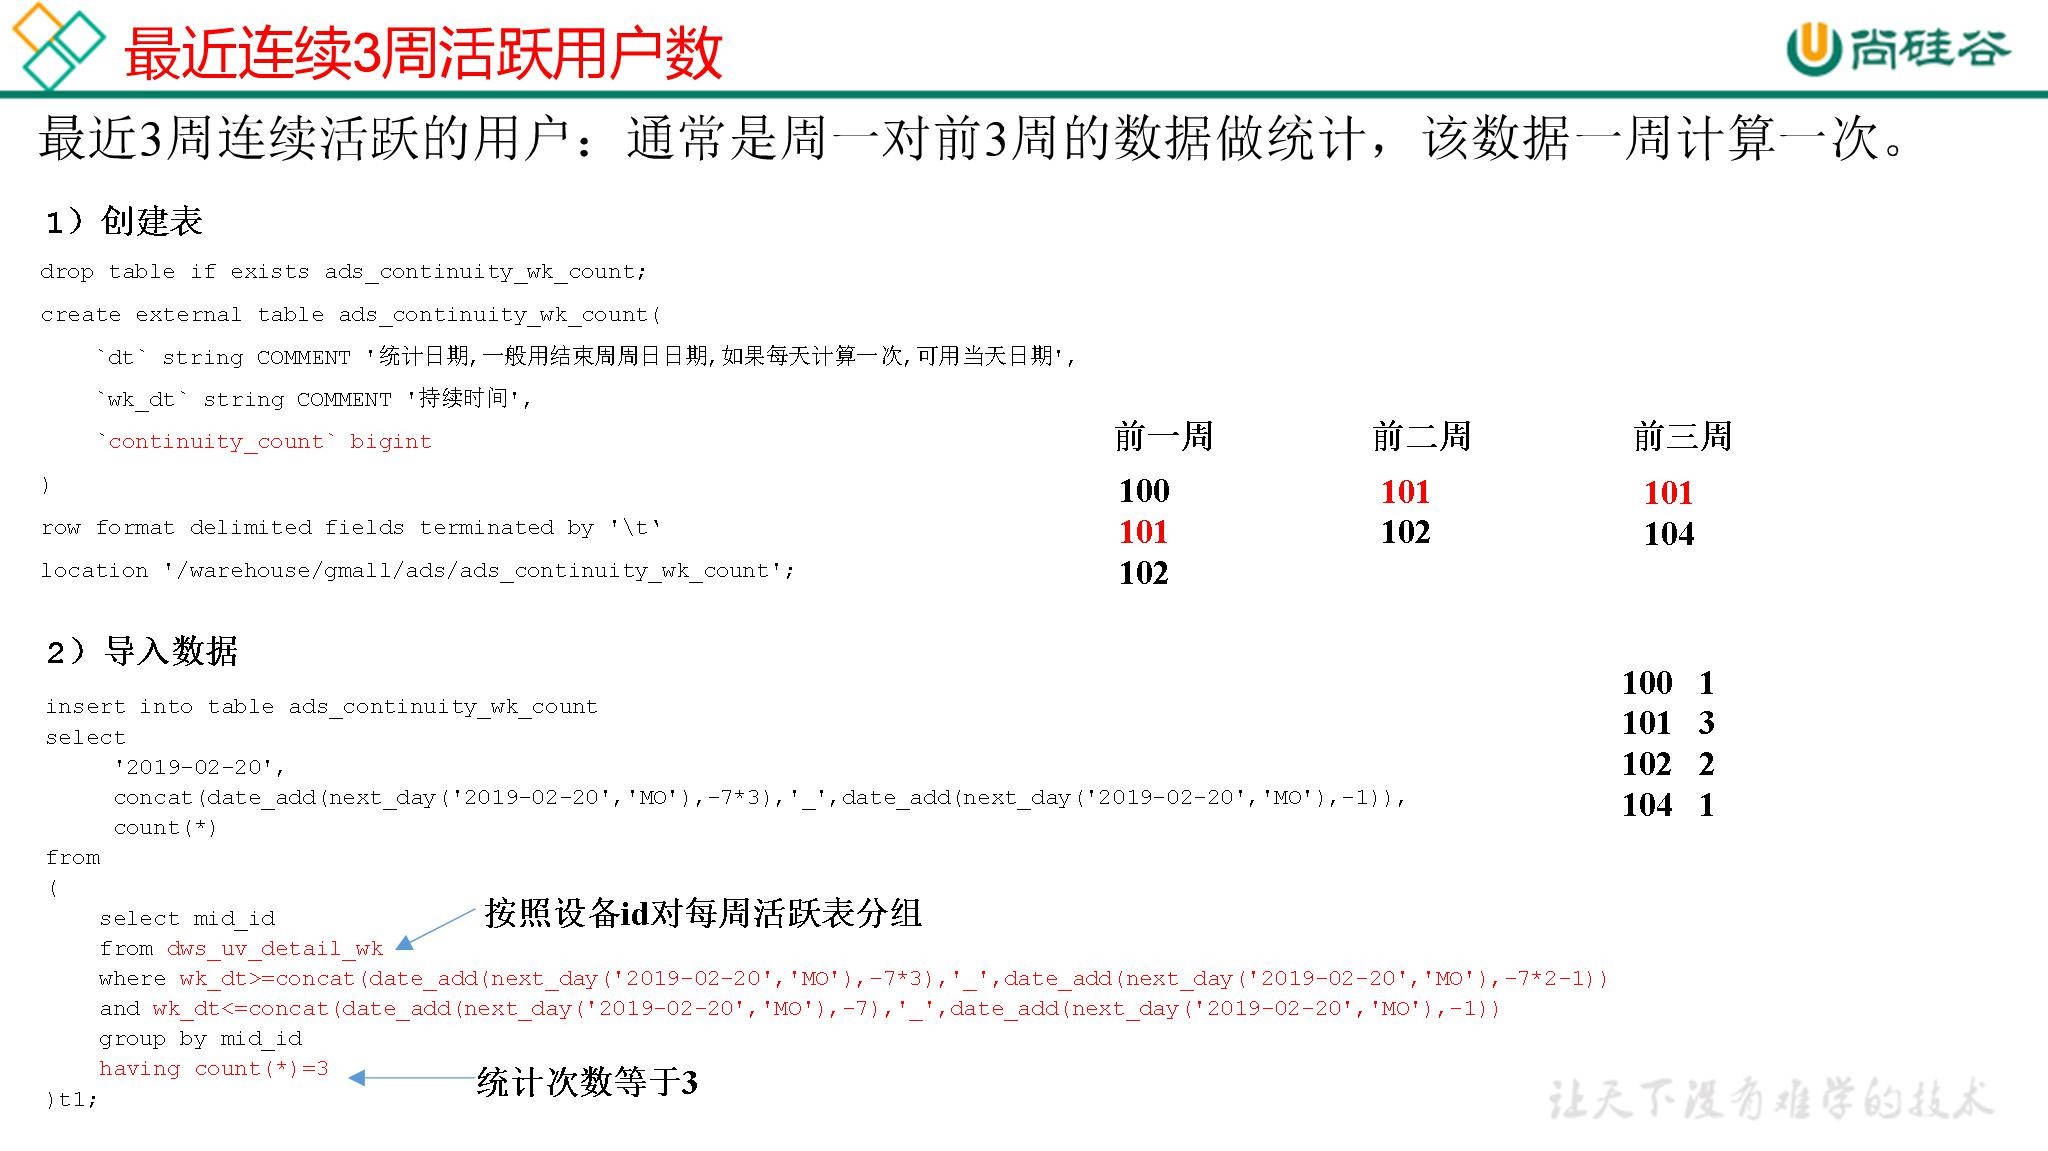 最近连续3周活跃用户数
尚硅谷
最近3周连续活跃的用户：通常是周一对前3周的数据做统计，该数据一周计算一次。
1）创建表
drop table if exists ads_continuity_wk_count;
create external table ads_continuity_wk_count(
`dt` string COMMENT '统计日期,一般用结束周周日日期,如果每天计算一次,可用当天日期',
`wk_dt` string COMMENT '持续时间',
`continuity_count` bigint
)
row format delimited fields terminated by '\t‘
location '/warehouse/gmall/ads/ads_continuity_wk_count';
前一周 前二周 前三周
100 101 101
101 102 104
102
2）导入数据
insert into table ads_continuity_wk_count
select
'2019-02-20',
concat(date_add(next_day('2019-02-20','MO'),-7*3),'_',date_add(next_day('2019-02-20','MO'),-1)),
count(*)
from
(
select mid_id
from dws_uv_detail_wk
where wk_dt>=concat(date_add(next_day('2019-02-20','MO'),-7*3),'_',date_add(next_day('2019-02-20','MO'),-7*2-1))
and wk_dt<=concat(date_add(next_day('2019-02-20','MO'),-7),'_',date_add(next_day('2019-02-20','MO'),-1))
group by mid_id
having count(*)=3
)t1;
按照设备id对每周活跃表分组
统计次数等于3
100 1
101 3
102 2
104 1
让天下没有难学的技术